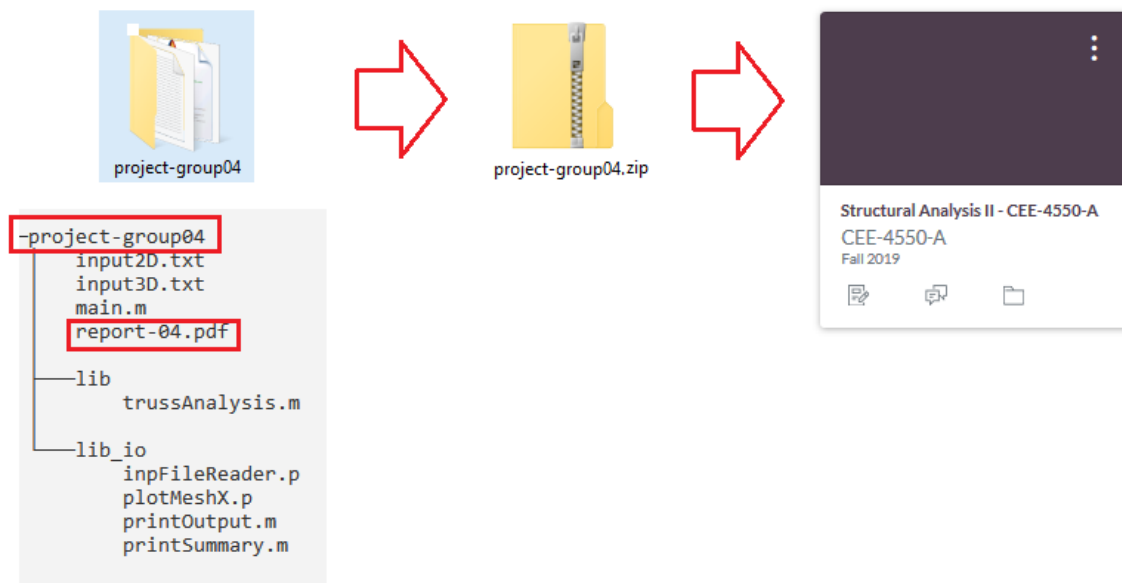 project-group04
project-group04.zip
Structural Analysis II - CEE-4550-A
CEE-4550-A
Fall 2019
project-group04
input2D.txt
input3D.txt
main.m
report-04.pdf
lib
trussAnalysis.m
lib_io
inpFileReader.p
plotMeshX.p
printOutput.m
printSummary.m